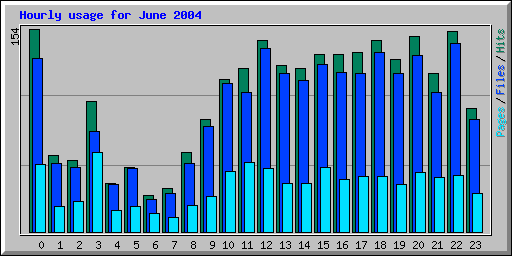 Hourly usage for June 2004
154
Pages/Files/Hits
0 1 2 3 4 5 6 7 8 9 10 11 12 13 14 15 16 17 18 19 20 21 22 23